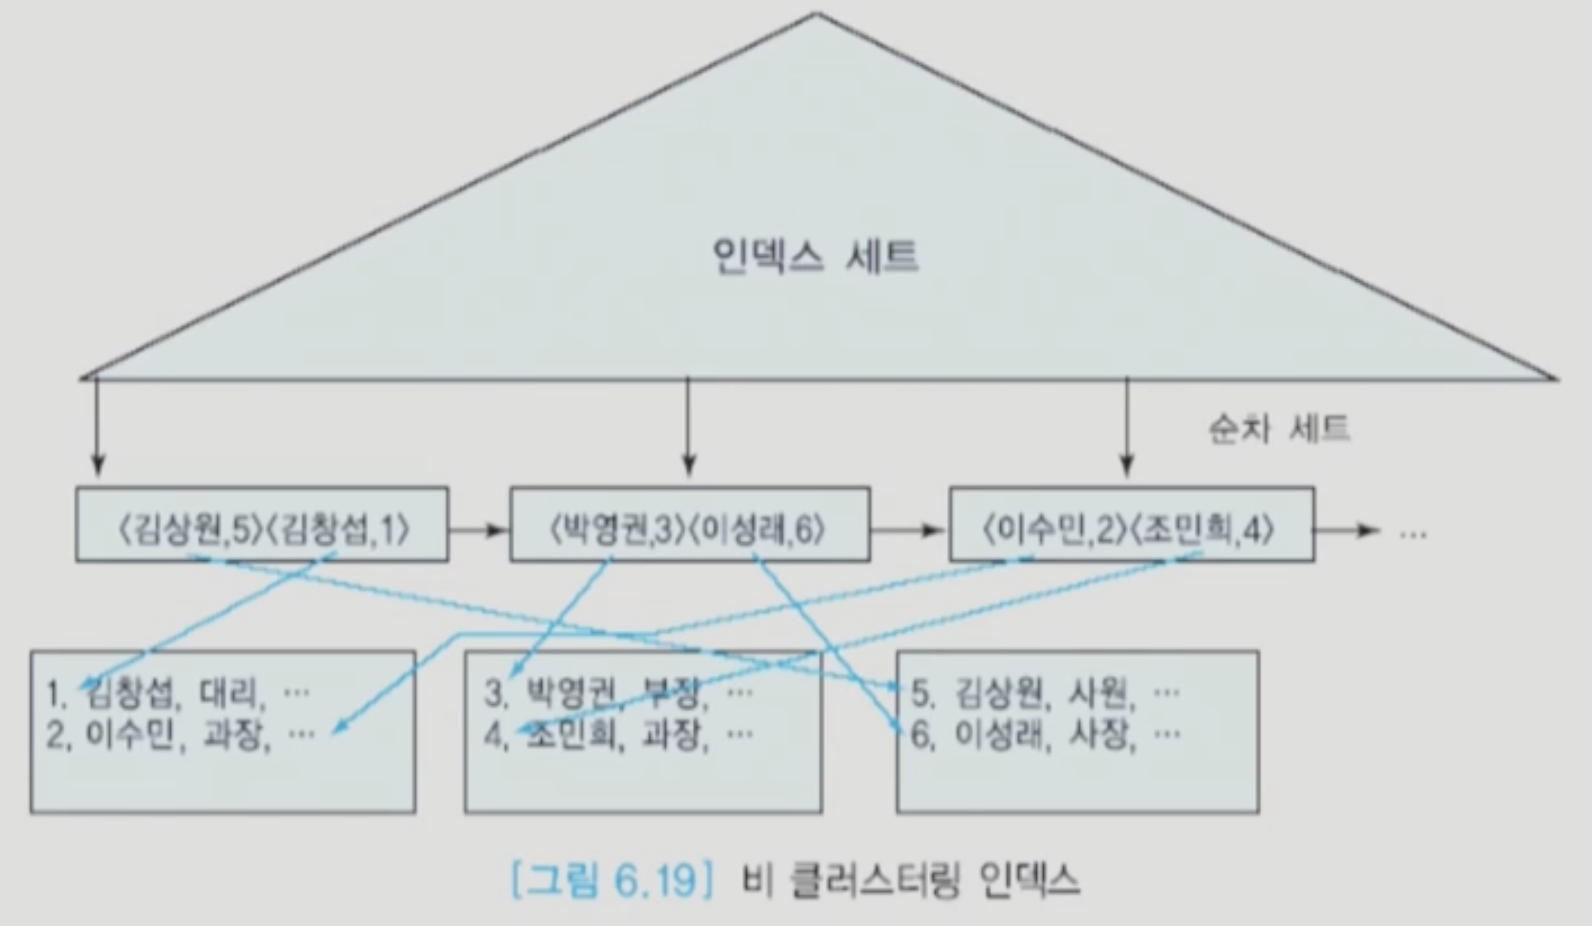 인덱스 세트
순차 세트
〈김상원,5〉〈김창섭,1〉
〈박영권,3〉〈이성래,6〉
〈이수민,2〉〈조민희,4〉
…
1. 김창섭, 대리, …
2, 이수민, 과장, …
3, 박영권, 부장, …
4, 조민희, 과장, …
5. 김상원, 사원, …
6, 이성래, 사장, …
[그림 6.19] 비 클러스터링 인덱스